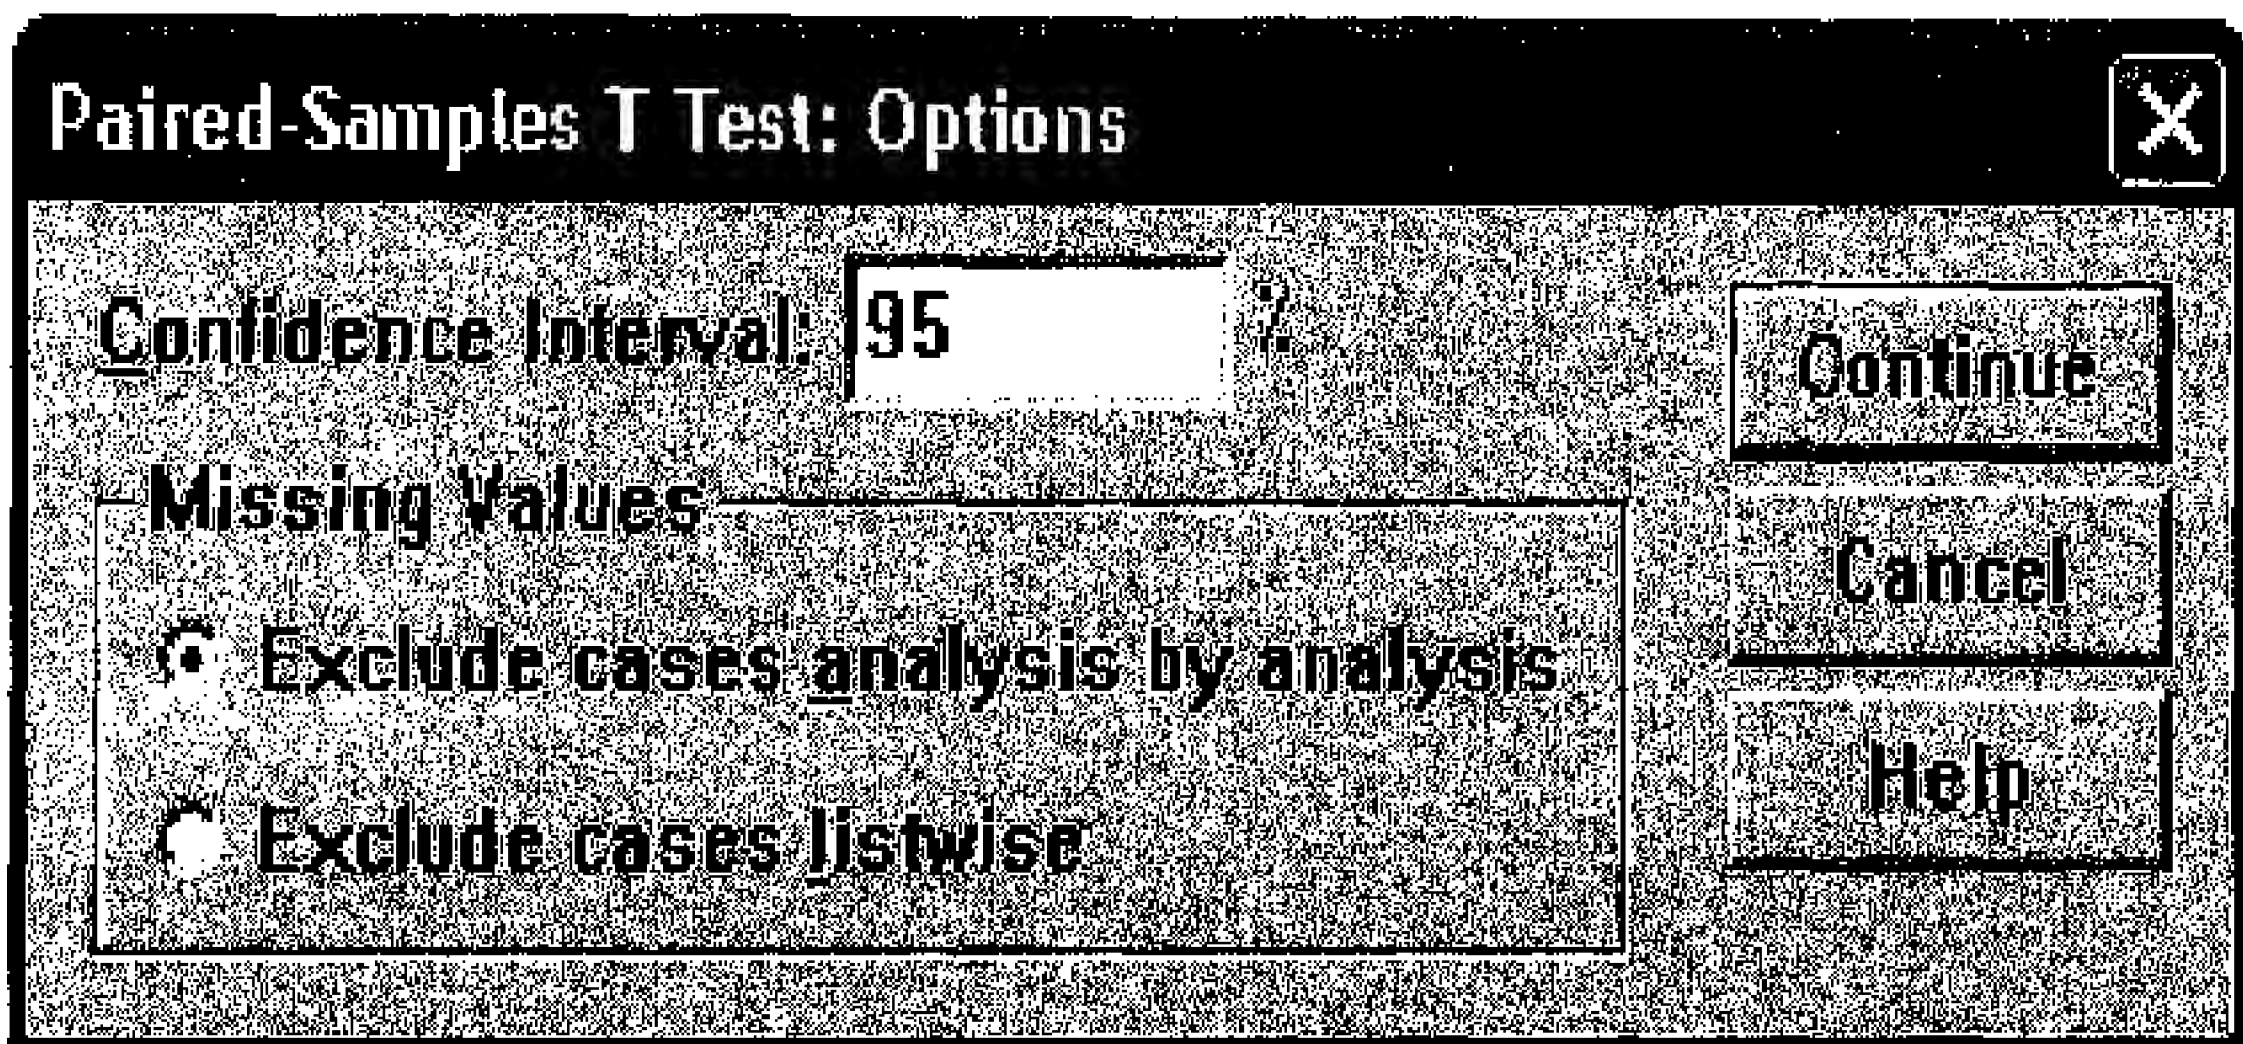 Paired-Samples T Test: Options
Confidence Interval: 95 %
Continue
Missing Values
Cancel
Exclude cases analysis by analysis
Help
Exclude cases listwise